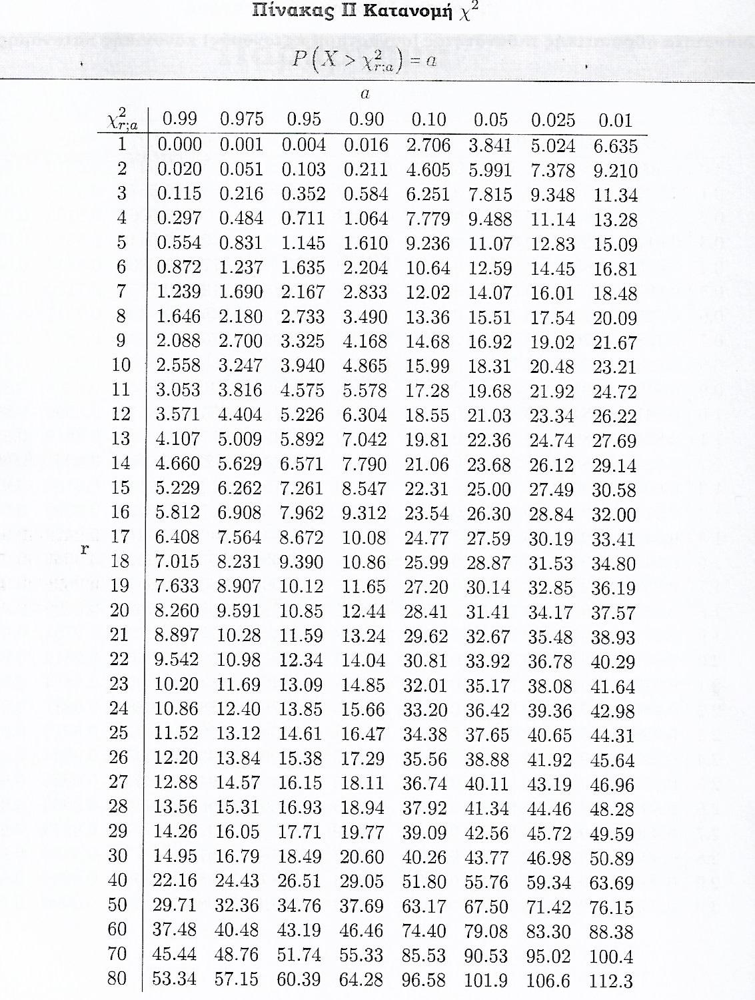 Πίνακας ΙΙ Κατανομή χ²
P(X > χ²r;a) = a
a
χ²r;a 0.99 0.975 0.95 0.90 0.10 0.05 0.025 0.01
1 0.000 0.001 0.004 0.016 2.706 3.841 5.024 6.635
2 0.020 0.051 0.103 0.211 4.605 5.991 7.378 9.210
3 0.115 0.216 0.352 0.584 6.251 7.815 9.348 11.34
4 0.297 0.484 0.711 1.064 7.779 9.488 11.14 13.28
5 0.554 0.831 1.145 1.610 9.236 11.07 12.83 15.09
6 0.872 1.237 1.635 2.204 10.64 12.59 14.45 16.81
7 1.239 1.690 2.167 2.833 12.02 14.07 16.01 18.48
8 1.646 2.180 2.733 3.490 13.36 15.51 17.54 20.09
9 2.088 2.700 3.325 4.168 14.68 16.92 19.02 21.67
10 2.558 3.247 3.940 4.865 15.99 18.31 20.48 23.21
11 3.053 3.816 4.575 5.578 17.28 19.68 21.92 24.72
12 3.571 4.404 5.226 6.304 18.55 21.03 23.34 26.22
13 4.107 5.009 5.892 7.042 19.81 22.36 24.74 27.69
14 4.660 5.629 6.571 7.790 21.06 23.68 26.12 29.14
15 5.229 6.262 7.261 8.547 22.31 25.00 27.49 30.58
16 5.812 6.908 7.962 9.312 23.54 26.30 28.84 32.00
17 6.408 7.564 8.672 10.08 24.77 27.59 30.19 33.41
r
18 7.015 8.231 9.390 10.86 25.99 28.87 31.53 34.80
19 7.633 8.907 10.12 11.65 27.20 30.14 32.85 36.19
20 8.260 9.591 10.85 12.44 28.41 31.41 34.17 37.57
21 8.897 10.28 11.59 13.24 29.62 32.67 35.48 38.93
22 9.542 10.98 12.34 14.04 30.81 33.92 36.78 40.29
23 10.20 11.69 13.09 14.85 32.01 35.17 38.08 41.64
24 10.86 12.40 13.85 15.66 33.20 36.42 39.36 42.98
25 11.52 13.12 14.61 16.47 34.38 37.65 40.65 44.31
26 12.20 13.84 15.38 17.29 35.56 38.88 41.92 45.64
27 12.88 14.57 16.15 18.11 36.74 40.11 43.19 46.96
28 13.56 15.31 16.93 18.94 37.92 41.34 44.46 48.28
29 14.26 16.05 17.71 19.77 39.09 42.56 45.72 49.59
30 14.95 16.79 18.49 20.60 40.26 43.77 46.98 50.89
40 22.16 24.43 26.51 29.05 51.80 55.76 59.34 63.69
50 29.71 32.36 34.76 37.69 63.17 67.50 71.42 76.15
60 37.48 40.48 43.19 46.46 74.40 79.08 83.30 88.38
70 45.44 48.76 51.74 55.33 85.53 90.53 95.02 100.4
80 53.34 57.15 60.39 64.28 96.58 101.9 106.6 112.3